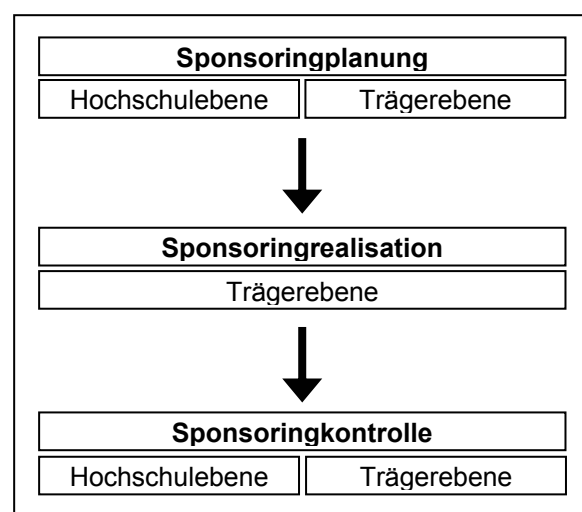 Sponsoringplanung
Hochschulebene Trägerebene
Sponsoringrealisation
Trägerebene
Sponsoringkontrolle
Hochschulebene Trägerebene